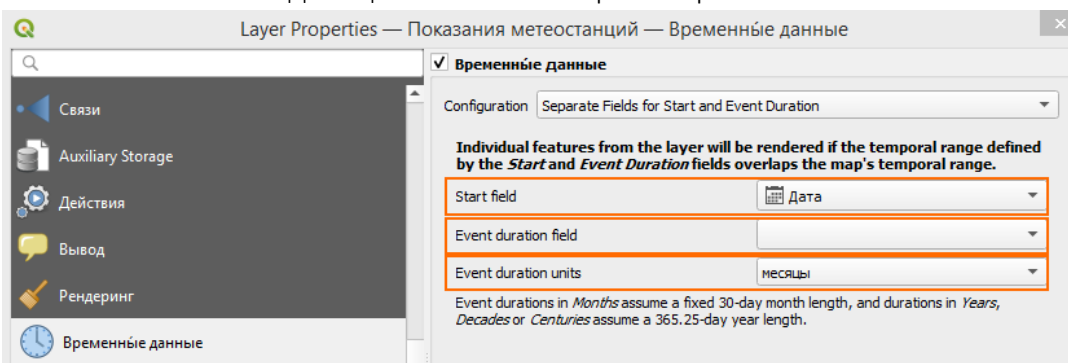 Layer Properties — Показания метеостанций — Временны́е данные
Временны́е данные
Связи
Configuration Separate Fields for Start and Event Duration
Auxiliary Storage
Individual features from the layer will be rendered if the temporal range defined
by the Start and Event Duration fields overlaps the map's temporal range.
Действия
Start field Дата
Вывод
Event duration field
Event duration units месяцы
Рендеринг
Event durations in Months assume a fixed 30-day month length, and durations in Years,
Decades or Centuries assume a 365.25-day year length.
Временны́е данные